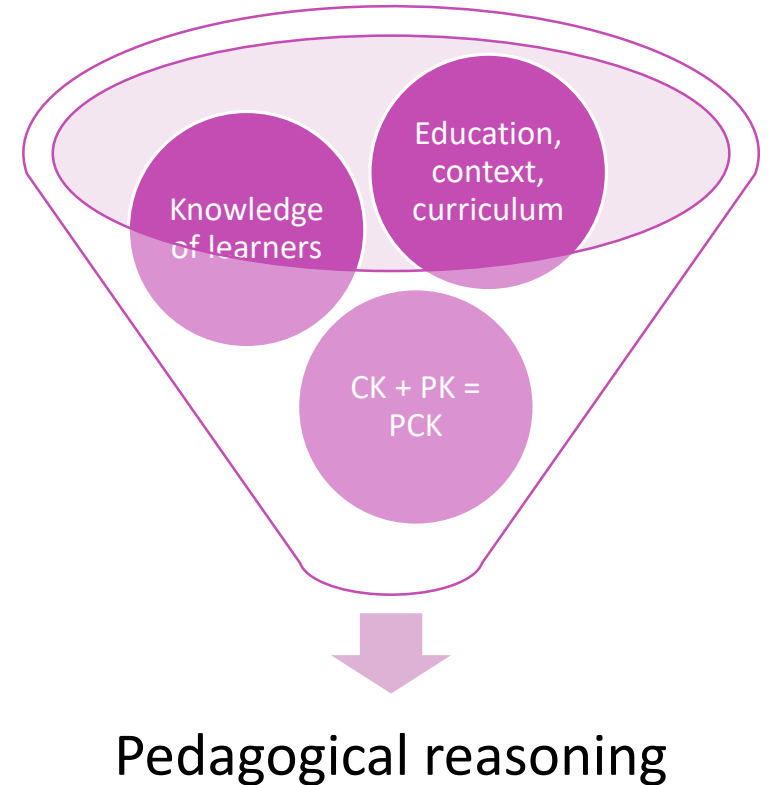 Education,
context,
curriculum
Knowledge
of learners
CK + PK =
PCK
Pedagogical reasoning